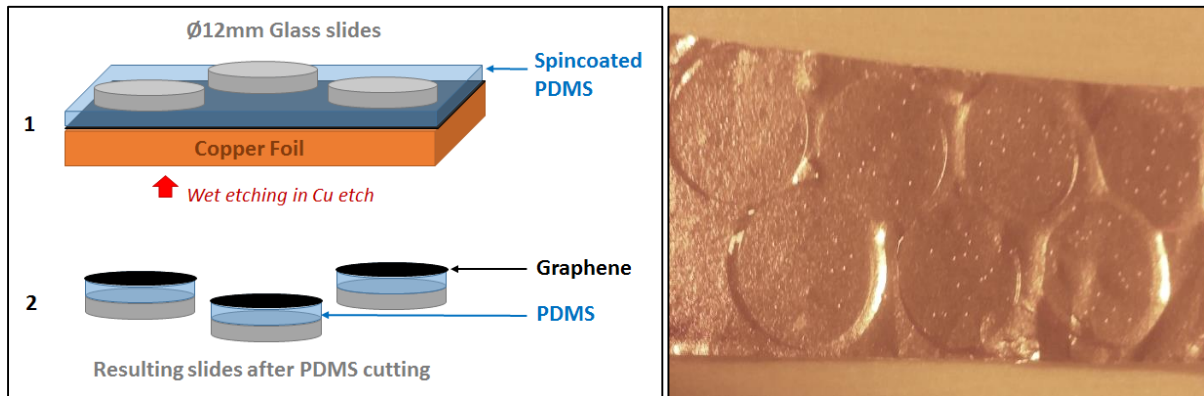 Ø12mm Glass slides
Spincoated
PDMS
1
Copper Foil
Wet etching in Cu etch
Graphene
2
PDMS
Resulting slides after PDMS cutting